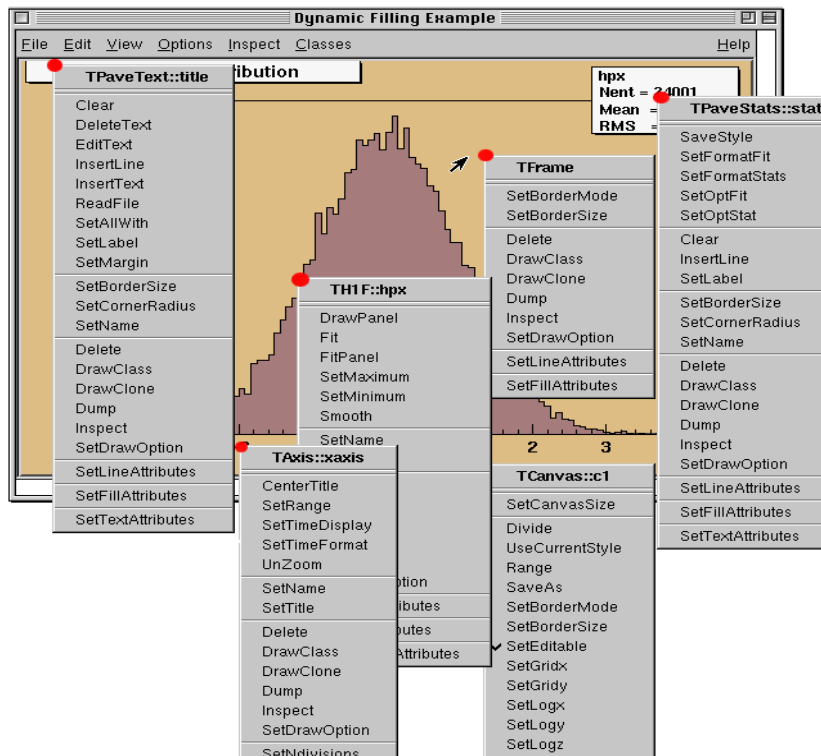 Dynamic Filling Example
File Edit View Options Inspect Classes Help
ribution
hpx
Nent = 24001
Mean =
RMS =
TPaveText::title
Clear
DeleteText
EditText
InsertLine
InsertText
ReadFile
SetAllWith
SetLabel
SetMargin
SetBorderSize
SetCornerRadius
SetName
Delete
DrawClass
DrawClone
Dump
Inspect
SetDrawOption
SetLineAttributes
SetFillAttributes
SetTextAttributes
TH1F::hpx
DrawPanel
Fit
FitPanel
SetMaximum
SetMinimum
Smooth
SetName
ption
ributes
butes
Attributes
TAxis::xaxis
CenterTitle
SetRange
SetTimeDisplay
SetTimeFormat
UnZoom
SetName
SetTitle
Delete
DrawClass
DrawClone
Dump
Inspect
SetDrawOption
SetNdivisions
TFrame
SetBorderMode
SetBorderSize
Delete
DrawClass
DrawClone
Dump
Inspect
SetDrawOption
SetLineAttributes
SetFillAttributes
2 3
TCanvas::c1
SetCanvasSize
Divide
UseCurrentStyle
Range
SaveAs
SetBorderMode
SetBorderSize
SetEditable
SetGridx
SetGridy
SetLogx
SetLogy
SetLogz
TPaveStats::stat
SaveStyle
SetFormatFit
SetFormatStats
SetOptFit
SetOptStat
Clear
InsertLine
SetLabel
SetBorderSize
SetCornerRadius
SetName
Delete
DrawClass
DrawClone
Dump
Inspect
SetDrawOption
SetLineAttributes
SetFillAttributes
SetTextAttributes